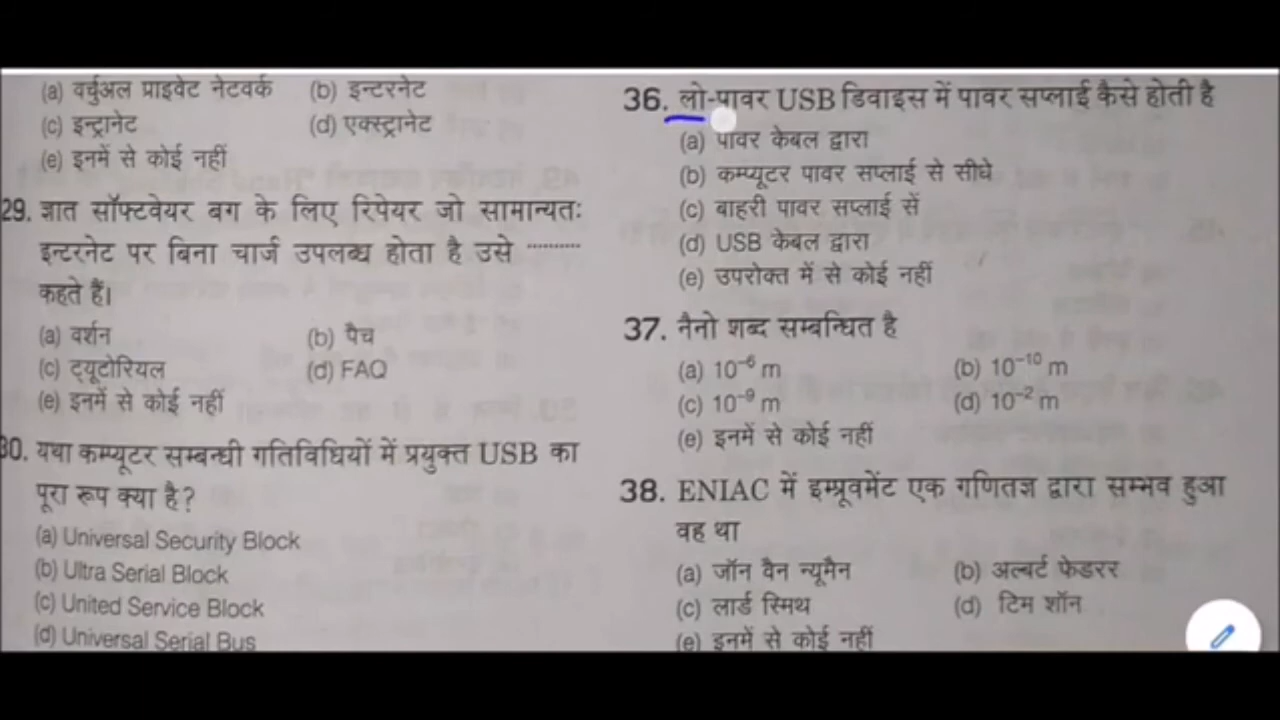 (a) वर्चुअल प्राइवेट नेटवर्क (b) इन्टरनेट
(c) इन्ट्रानेट (d) एक्स्ट्रानेट
(e) इनमें से कोई नहीं
29. ज्ञात सॉफ्टवेयर बग के लिए रिपेयर जो सामान्यतः
इन्टरनेट पर बिना चार्ज उपलब्ध होता है उसे ..........
कहते हैं।
(a) वर्शन (b) पैच
(c) ट्यूटोरियल (d) FAQ
(e) इनमें से कोई नहीं
30. यथा कम्प्यूटर सम्बन्धी गतिविधियों में प्रयुक्त USB का
पूरा रूप क्या है?
(a) Universal Security Block
(b) Ultra Serial Block
(c) United Service Block
(d) Universal Serial Bus
36. लो-पावर USB डिवाइस में पावर सप्लाई कैसे होती है
(a) पावर केबल द्वारा
(b) कम्प्यूटर पावर सप्लाई से सीधे
(c) बाहरी पावर सप्लाई सें
(d) USB केबल द्वारा
(e) उपरोक्त में से कोई नहीं
37. नैनो शब्द सम्बन्धित है
(a) 10⁻⁶ m (b) 10⁻¹⁰ m
(c) 10⁻⁹ m (d) 10⁻² m
(e) इनमें से कोई नहीं
38. ENIAC में इम्प्रूवमेंट एक गणितज्ञ द्वारा सम्भव हुआ
वह था
(a) जॉन वैन न्यूमैन (b) अल्बर्ट फेडरर
(c) लार्ड स्मिथ (d) टिम शॉन
(e) इनमें से कोई नहीं